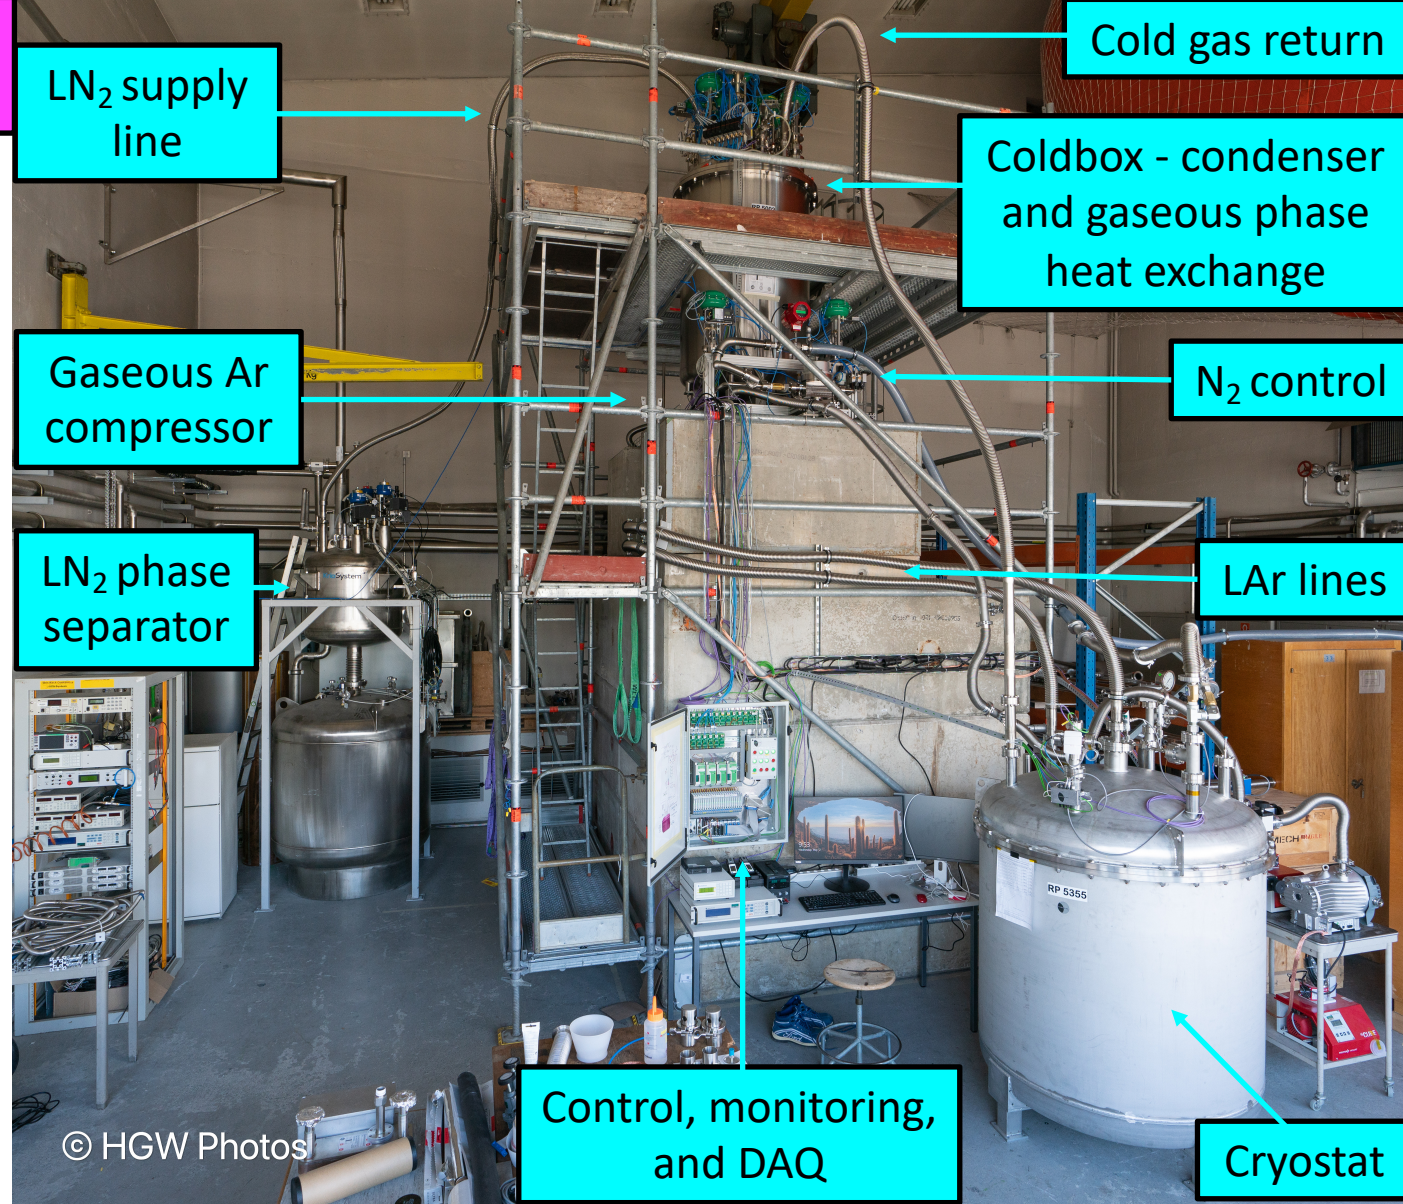 LN₂ supply
line
Cold gas return
Coldbox - condenser
and gaseous phase
heat exchange
Gaseous Ar
compressor
N₂ control
LN₂ phase
separator
LAr lines
RP 5355
Control, monitoring,
and DAQ
Cryostat
© HGW Photos